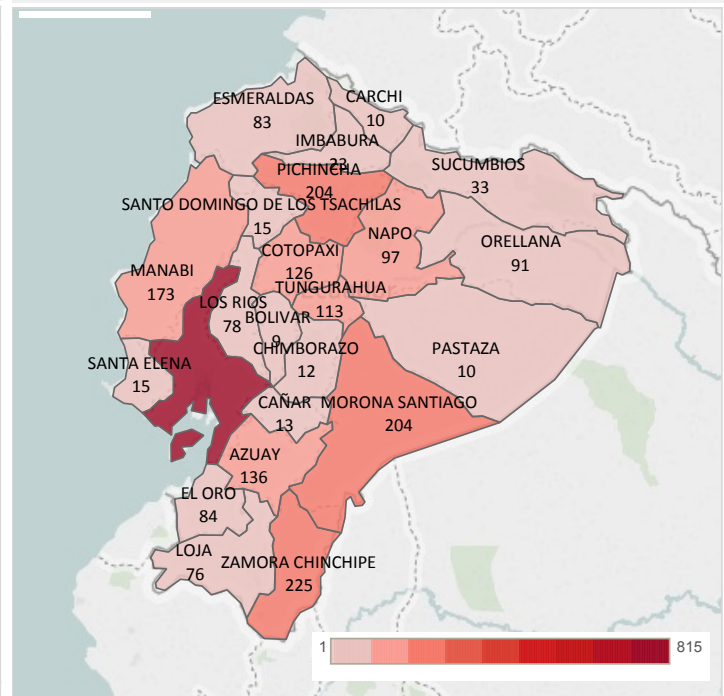 ESMERALDAS
83
CARCHI
10
IMBABURA
23
SUCUMBIOS
33
PICHINCHA
204
SANTO DOMINGO DE LOS TSACHILAS
15
NAPO
97
ORELLANA
91
COTOPAXI
126
MANABI
173
TUNGURAHUA
113
LOS RIOS
78
BOLIVAR
9
CHIMBORAZO
12
PASTAZA
10
SANTA ELENA
15
CAÑAR
13
MORONA SANTIAGO
204
AZUAY
136
EL ORO
84
LOJA
76
ZAMORA CHINCHIPE
225
1
815